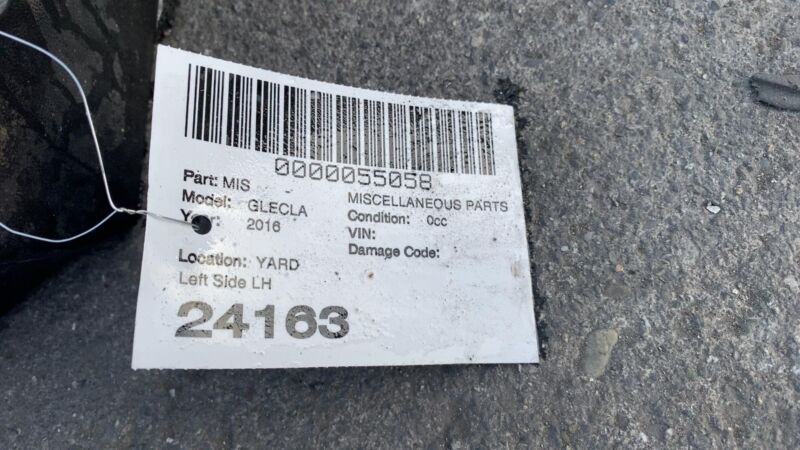 0000055058
Part: MIS MISCELLANEOUS PARTS
Model: GLECLA Condition: 0cc
2016 VIN:
Damage Code:
Location: YARD
Left Side LH
24163